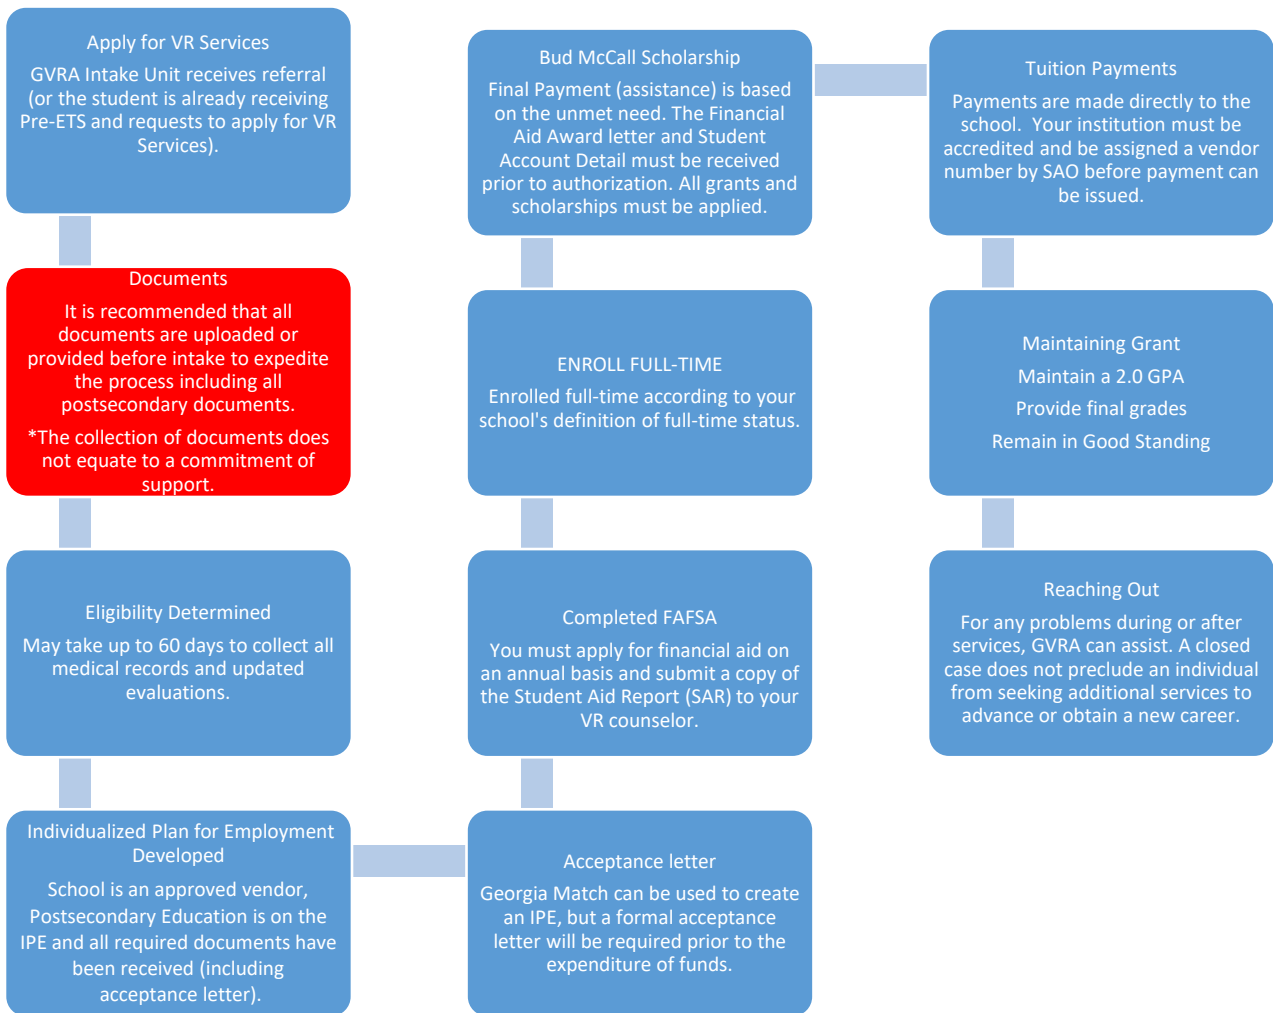 Apply for VR Services
GVRA Intake Unit receives referral
(or the student is already receiving
Pre-ETS and requests to apply for VR
Services).
Documents
It is recommended that all
documents are uploaded or
provided before intake to expedite
the process including all
postsecondary documents.
*The collection of documents does
not equate to a commitment of
support.
Eligibility Determined
May take up to 60 days to collect all
medical records and updated
evaluations.
Individualized Plan for Employment
Developed
School is an approved vendor,
Postsecondary Education is on the
IPE and all required documents have
been received (including
acceptance letter).
Acceptance letter
Georgia Match can be used to create
an IPE, but a formal acceptance
letter will be required prior to the
expenditure of funds.
Completed FAFSA
You must apply for financial aid on
an annual basis and submit a copy of
the Student Aid Report (SAR) to your
VR counselor.
ENROLL FULL-TIME
Enrolled full-time according to your
school's definition of full-time status.
Bud McCall Scholarship
Final Payment (assistance) is based
on the unmet need. The Financial
Aid Award letter and Student
Account Detail must be received
prior to authorization. All grants and
scholarships must be applied.
Tuition Payments
Payments are made directly to the
school. Your institution must be
accredited and be assigned a vendor
number by SAO before payment can
be issued.
Maintaining Grant
Maintain a 2.0 GPA
Provide final grades
Remain in Good Standing
Reaching Out
For any problems during or after
services, GVRA can assist. A closed
case does not preclude an individual
from seeking additional services to
advance or obtain a new career.